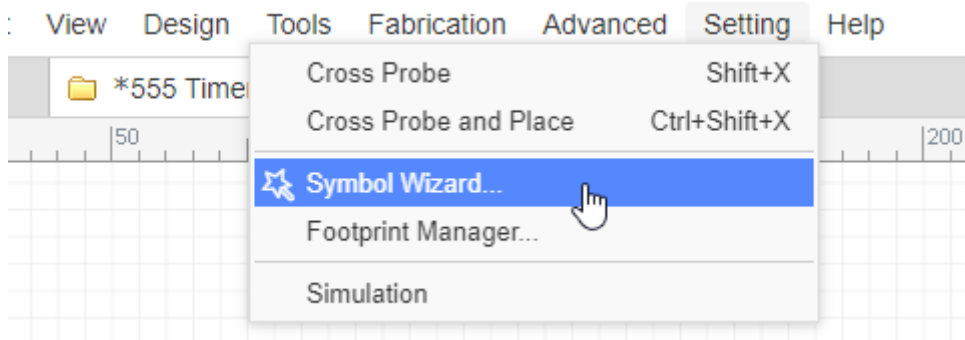 : View Design Tools Fabrication Advanced Setting Help
*555 Timer
Cross Probe Shift+X
Cross Probe and Place Ctrl+Shift+X
50 200
Symbol Wizard...
Footprint Manager...
Simulation